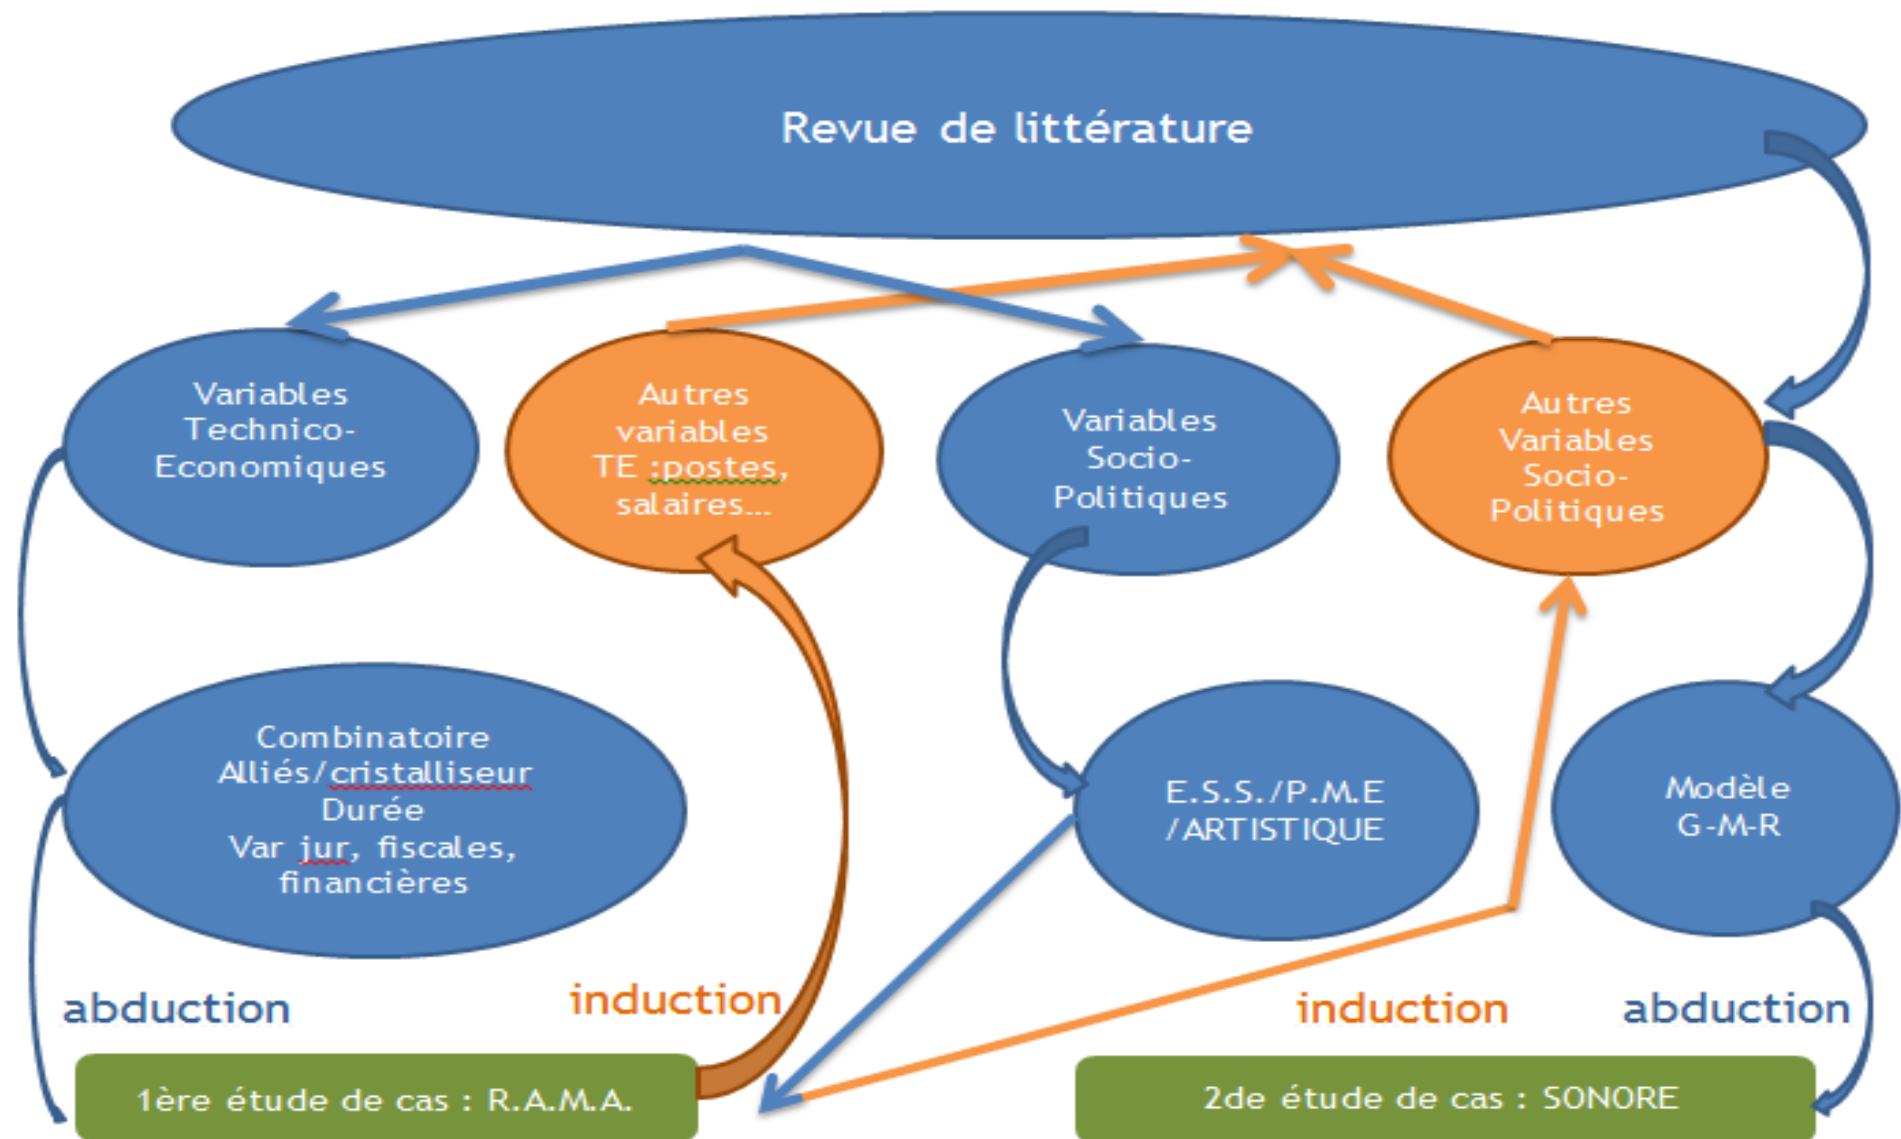 Revue de littérature
Variables
Technico-
Economiques
Autres
variables
TE :postes,
salaires...
Variables
Socio-
Politiques
Autres
Variables
Socio-
Politiques
Combinatoire
Alliés/cristalliseur
Durée
Var jur, fiscales,
financières
E.S.S./P.M.E
/ARTISTIQUE
Modèle
G-M-R
abduction
induction
induction
abduction
1ère étude de cas : R.A.M.A.
2de étude de cas : SONORE